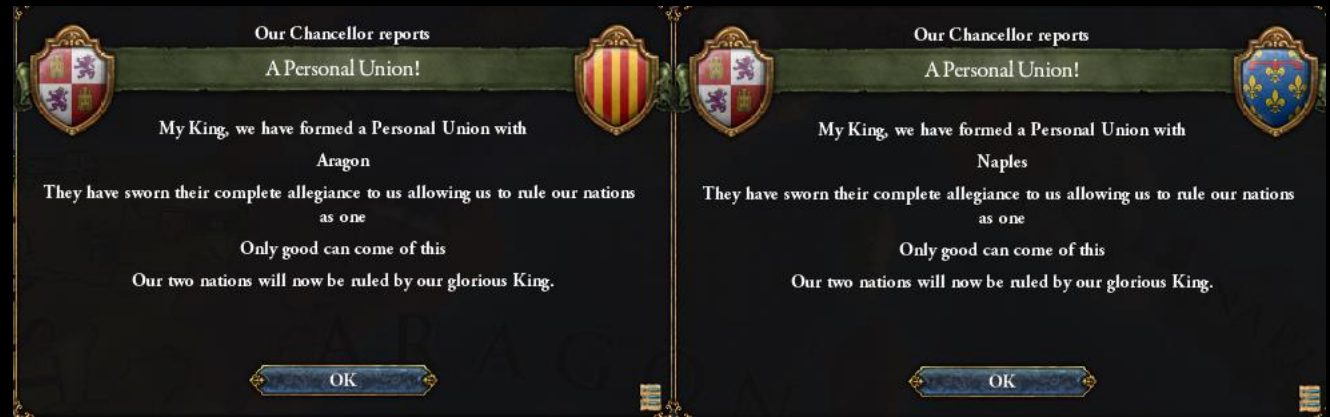 Our Chancellor reports
A Personal Union!
My King, we have formed a Personal Union with
Aragon
They have sworn their complete allegiance to us allowing us to rule our nations
as one
Only good can come of this
Our two nations will now be ruled by our glorious King.
ARAGON
OK
Our Chancellor reports
A Personal Union!
My King, we have formed a Personal Union with
Naples
They have sworn their complete allegiance to us allowing us to rule our nations
as one
Only good can come of this
Our two nations will now be ruled by our glorious King.
OK